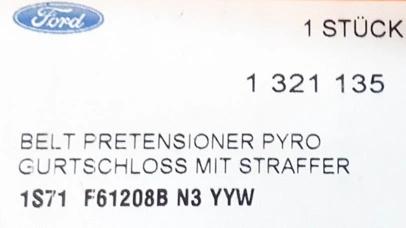 Ford
1 STÜCK
1 321 135
BELT PRETENSIONER PYRO
GURTSCHLOSS MIT STRAFFER
1S71 F61208B N3 YYW